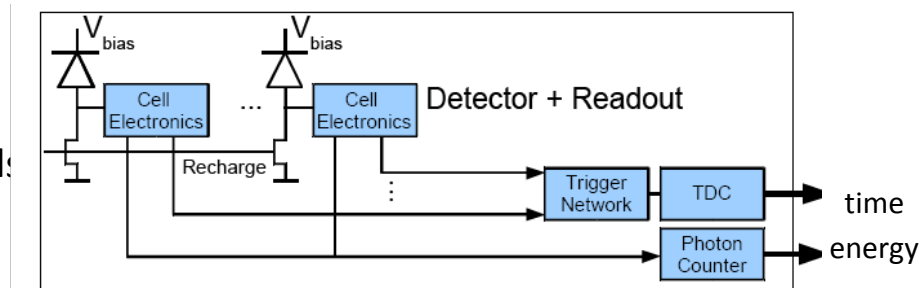 V bias
V bias
Cell
Electronics
...
Cell
Electronics
Detector + Readout
Recharge
Trigger
Network
TDC
time
Photon
Counter
energy